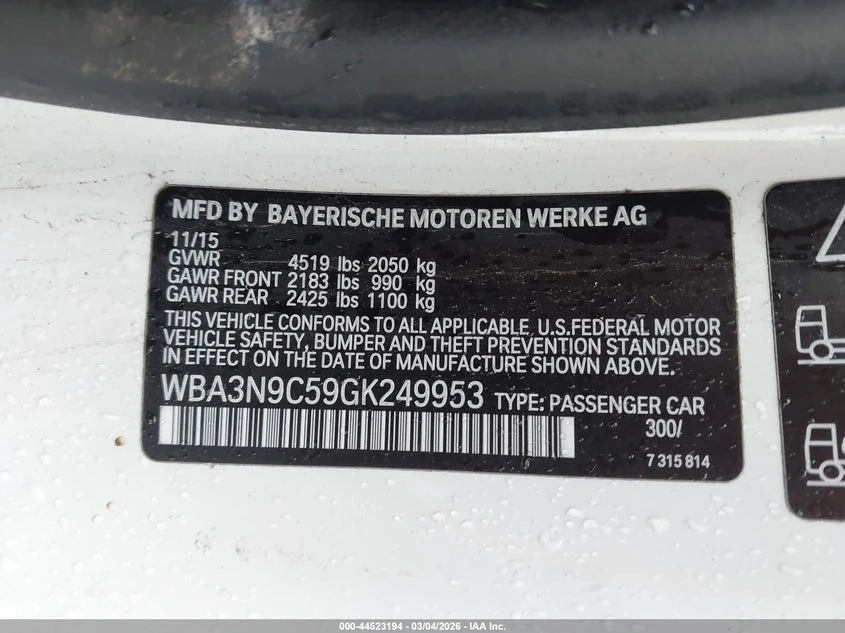 MFD BY BAYERISCHE MOTOREN WERKE AG
11/15
GVWR 4519 lbs 2050 kg
GAWR FRONT 2183 lbs 990 kg
GAWR REAR 2425 lbs 1100 kg
THIS VEHICLE CONFORMS TO ALL APPLICABLE U.S.FEDERAL MOTOR
VEHICLE SAFETY, BUMPER AND THEFT PREVENTION STANDARDS
IN EFFECT ON THE DATE OF MANUFACTURE SHOWN ABOVE.
WBA3N9C59GK249953 TYPE: PASSENGER CAR
300/
7 315 814
000-44523194 - 03/04/2026 - IAA Inc.